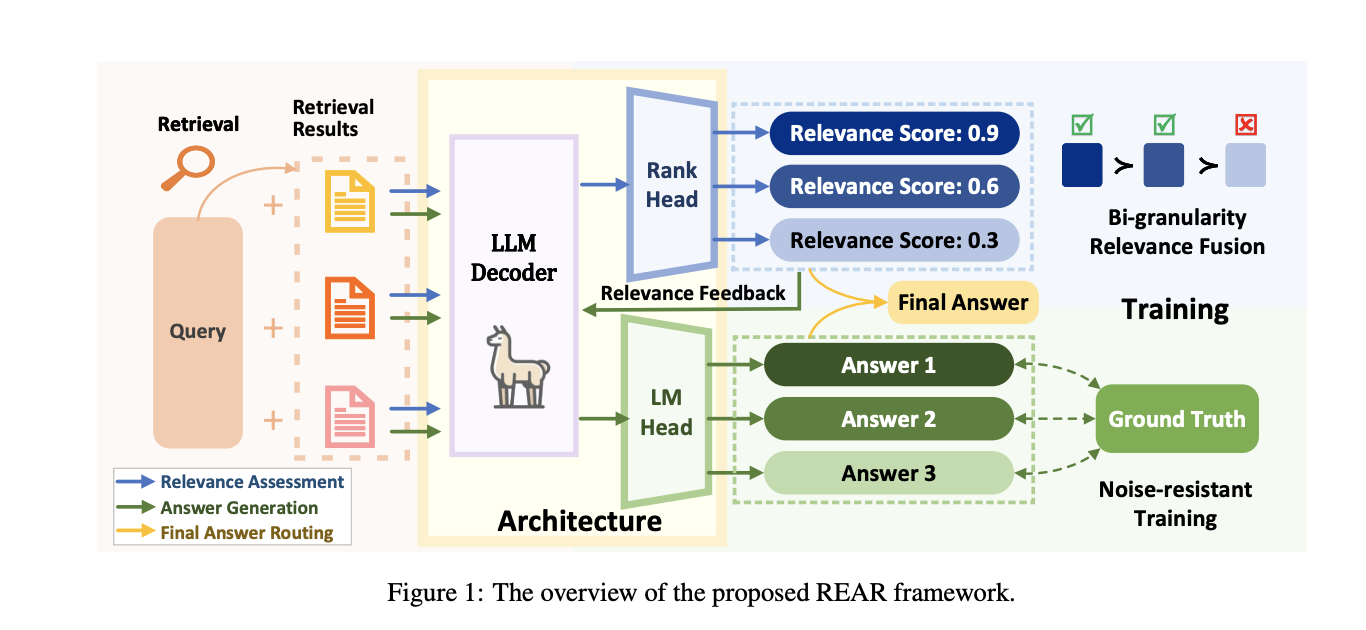 Retrieval
Retrieval
Results
Query
Relevance Assessment
Answer Generation
Final Answer Routing
LLM
Decoder
Architecture
Rank
Head
LM
Head
Relevance Score: 0.9
Relevance Score: 0.6
Relevance Score: 0.3
Relevance Feedback
Final Answer
Answer 1
Answer 2
Answer 3
Bi-granularity
Relevance Fusion
Training
Ground Truth
Noise-resistant
Training
Figure 1: The overview of the proposed REAR framework.